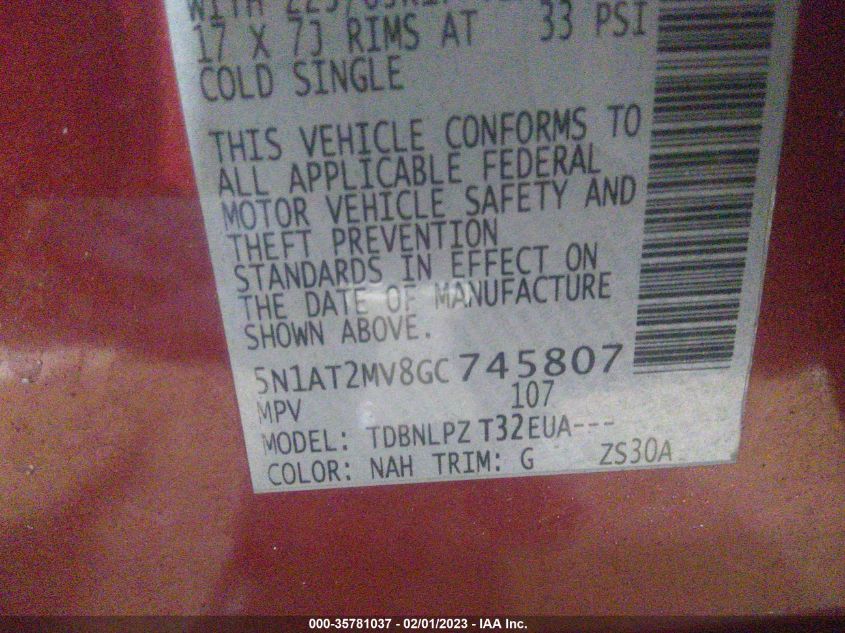 WITH
17 X 7J RIMS AT 33 PSI
COLD SINGLE
THIS VEHICLE CONFORMS TO
ALL APPLICABLE FEDERAL
MOTOR VEHICLE SAFETY AND
THEFT PREVENTION
STANDARDS IN EFFECT ON
THE DATE OF MANUFACTURE
SHOWN ABOVE.
5N1AT2MV8GC745807
MPV 107
MODEL: TDBNLPZ T32EUA---
COLOR: NAH TRIM: G ZS30A
000-35781037 - 02/01/2023 - IAA Inc.